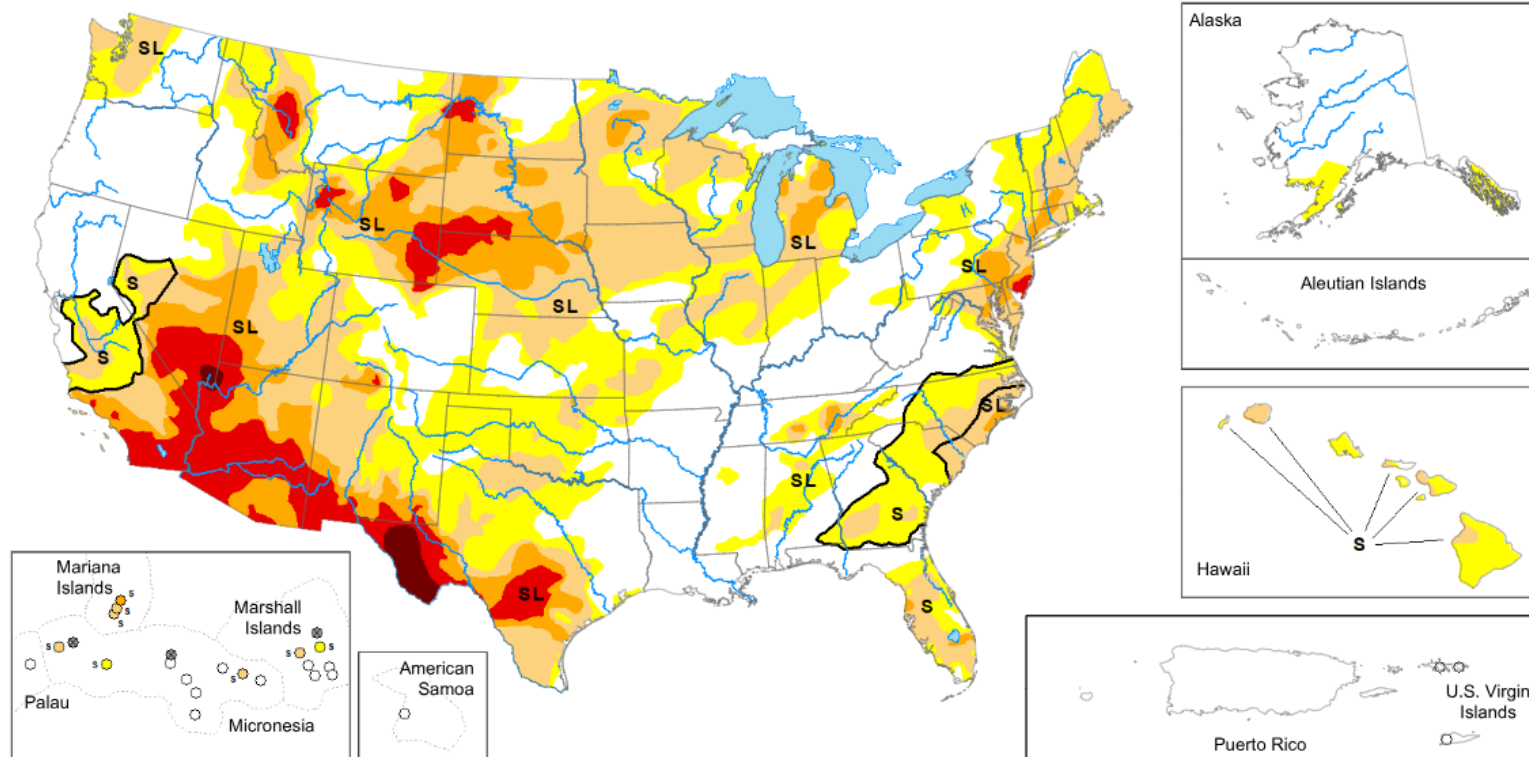 Alaska
SL
Aleutian Islands
SL
SL
SL
S
SL
SL
S
SL
SL
S
SL
S
SL
S
S
Hawaii
Mariana
Islands
S
S
Marshall
Islands
S
S
S
S
S
Palau
Micronesia
American
Samoa
U.S. Virgin
Islands
Puerto Rico